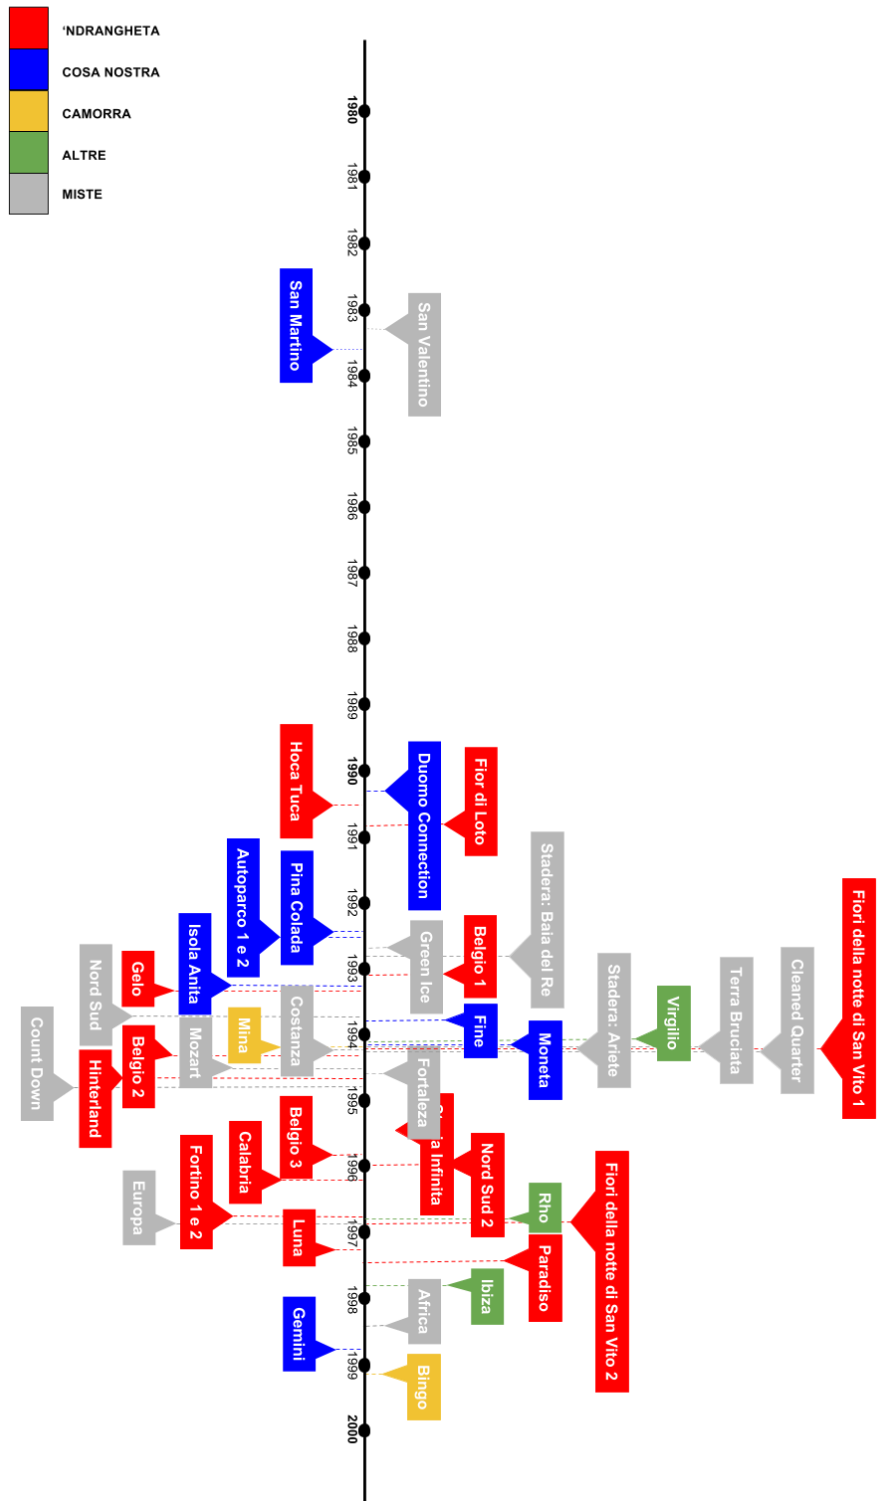 'NDRANGHETA
COSA NOSTRA
CAMORRA
ALTRE
MISTE
1980
1981
1982
1983
1984
1985
1986
1987
1988
1989
1990
1991
1992
1993
1994
1995
1996
1997
1998
1999
2000
San Martino
San Valentino
Hoca Tuca
Duomo Connection
Fior di Loto
Autoparco 1 e 2
Pina Colada
Isola Anita
Green Ice
Belgio 1
Stadera: Baia del Re
Nord Sud
Gelo
Mina
Costanza
Mozart
Fine
Moneta
Stadera: Ariete
Virgilio
Terra Bruciata
Cleaned Quarter
Fiori della notte di San Vito 1
Count Down
Hinterland
Belgio 2
Fortaleza
Infinita
Belgio 3
Calabria
Nord Sud 2
Fortino 1 e 2
Europa
Rho
Fiori della notte di San Vito 2
Luna
Paradiso
Ibiza
Africa
Gemini
Bingo